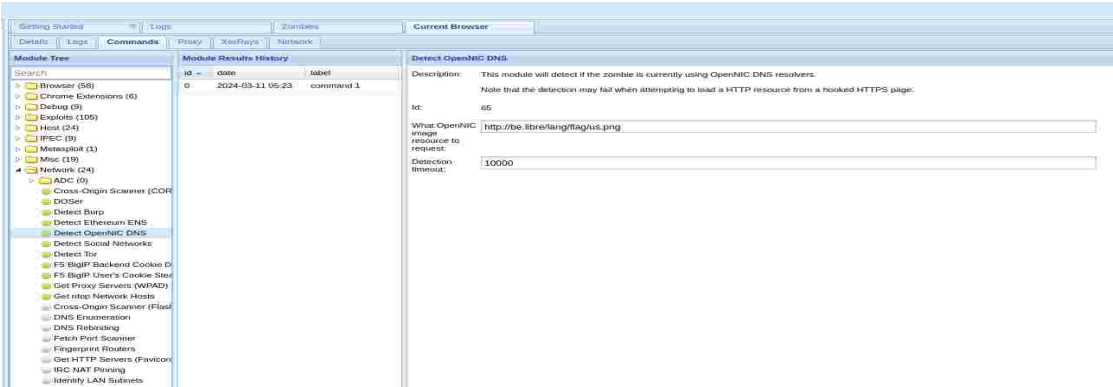 Getting Started Logs Zombies Current Browser
Details Logs Commands Proxy XssRays Network
Module Tree
Search
Browser (58)
Chrome Extensions (6)
Debug (9)
Exploits (105)
Host (24)
IPEC (9)
Metasploit (1)
Misc (19)
Network (24)
ADC (0)
Cross-Origin Scanner (COR
DOSer
Detect Burp
Detect Ethereum ENS
Detect OpenNIC DNS
Detect Social Networks
Detect Tor
F5 BigIP Backend Cookie D
F5 BigIP User's Cookie Stea
Get Proxy Servers (WPAD)
Get ntop Network Hosts
Cross-Origin Scanner (Flash
DNS Enumeration
DNS Rebinding
Fetch Port Scanner
Fingerprint Routers
Get HTTP Servers (Favicon
IRC NAT Pinning
Identify LAN Subnets
Module Results History
id date label
0 2024-03-11 05:23 command 1
Detect OpenNIC DNS
Description: This module will detect if the zombie is currently using OpenNIC DNS resolvers.
Note that the detection may fail when attempting to load a HTTP resource from a hooked HTTPS page.
Id: 65
What OpenNIC http://be.libre/lang/flag/us.png
image
resource to
request:
Detection 10000
timeout: